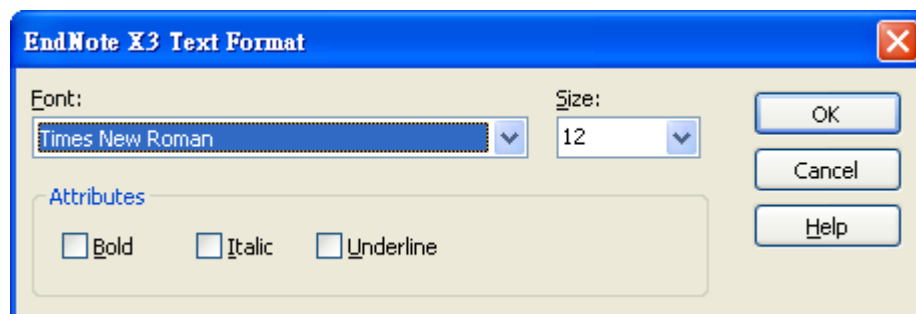 EndNote X3 Text Format
Font:
Size:
Times New Roman
12
OK
Cancel
Help
Attributes
Bold
Italic
Underline